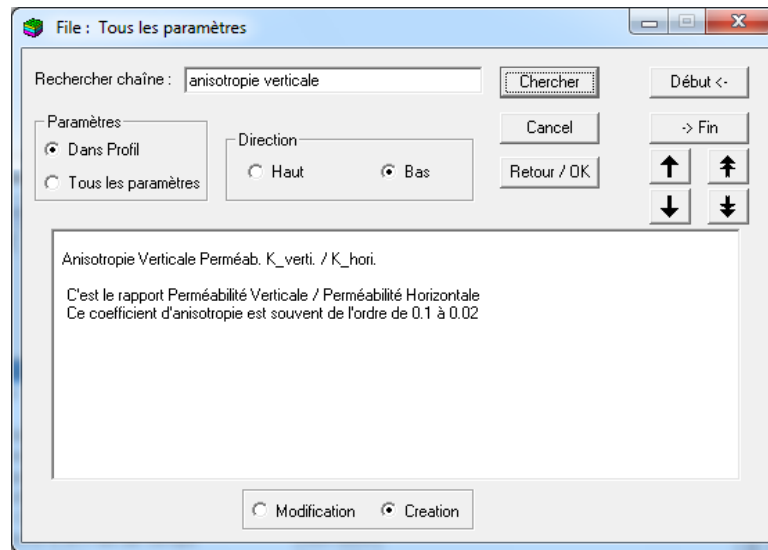 File : Tous les paramètres
Rechercher chaîne : anisotropie verticale
Chercher
Début <-
Paramètres
Dans Profil
Tous les paramètres
Direction
Haut
Bas
Cancel
-> Fin
Retour / OK
Anisotropie Verticale Perméab. K_verti. / K_hori.
C'est le rapport Perméabilité Verticale / Perméabilité Horizontale
Ce coefficient d'anisotropie est souvent de l'ordre de 0.1 à 0.02
Modification
Creation